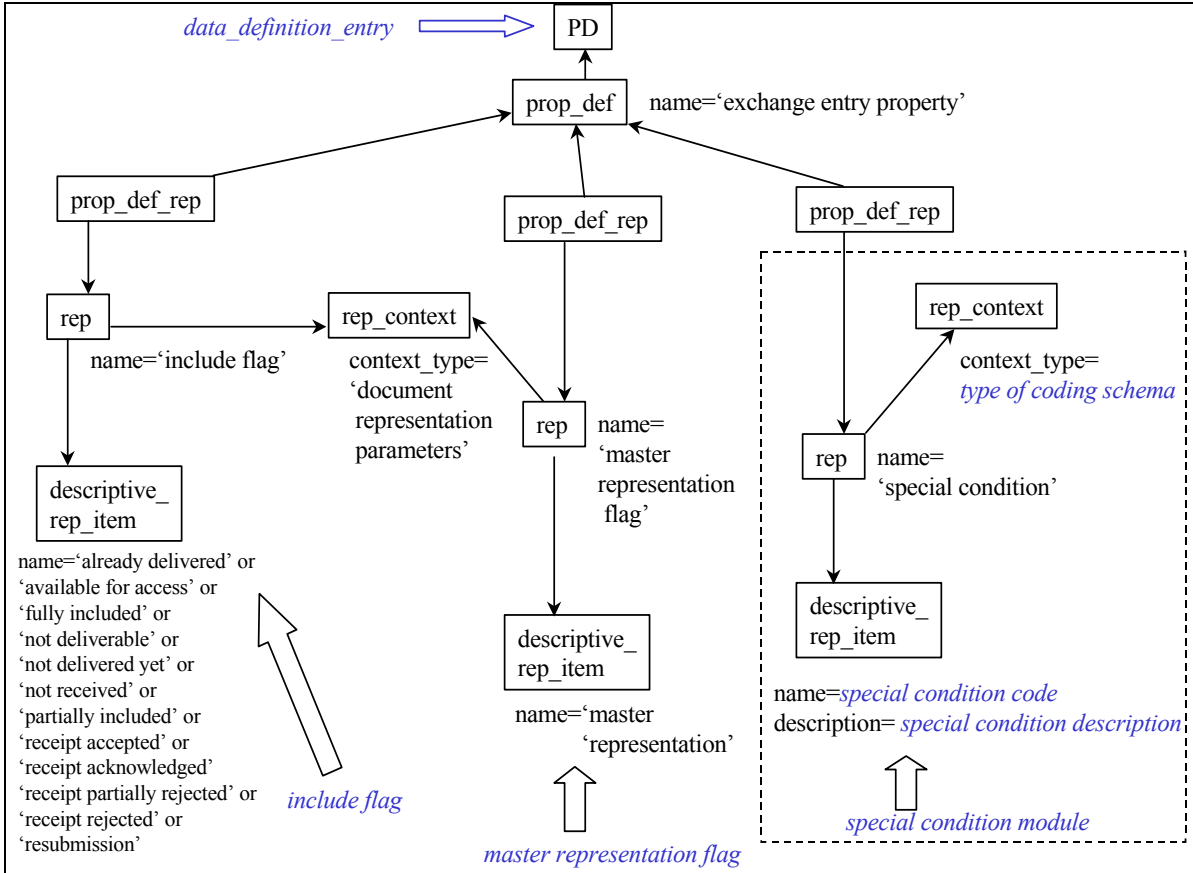 data_definition_entry
PD
prop_def
name=‘exchange entry property’
prop_def_rep
prop_def_rep
prop_def_rep
rep
name=‘include flag’
rep_context
context_type=
‘document
representation
parameters’
rep
name=
‘master
representation
flag’
rep_context
context_type=
type of coding schema
rep
name=
‘special condition’
descriptive_
rep_item
name=‘already delivered’ or
‘available for access’ or
‘fully included’ or
‘not deliverable’ or
‘not delivered yet’ or
‘not received’ or
‘partially included’ or
‘receipt accepted’ or
‘receipt acknowledged’
‘receipt partially rejected’ or
‘receipt rejected’ or
‘resubmission’
include flag
descriptive_
rep_item
name=‘master
‘representation’
master representation flag
descriptive_
rep_item
name=special condition code
description= special condition description
special condition module